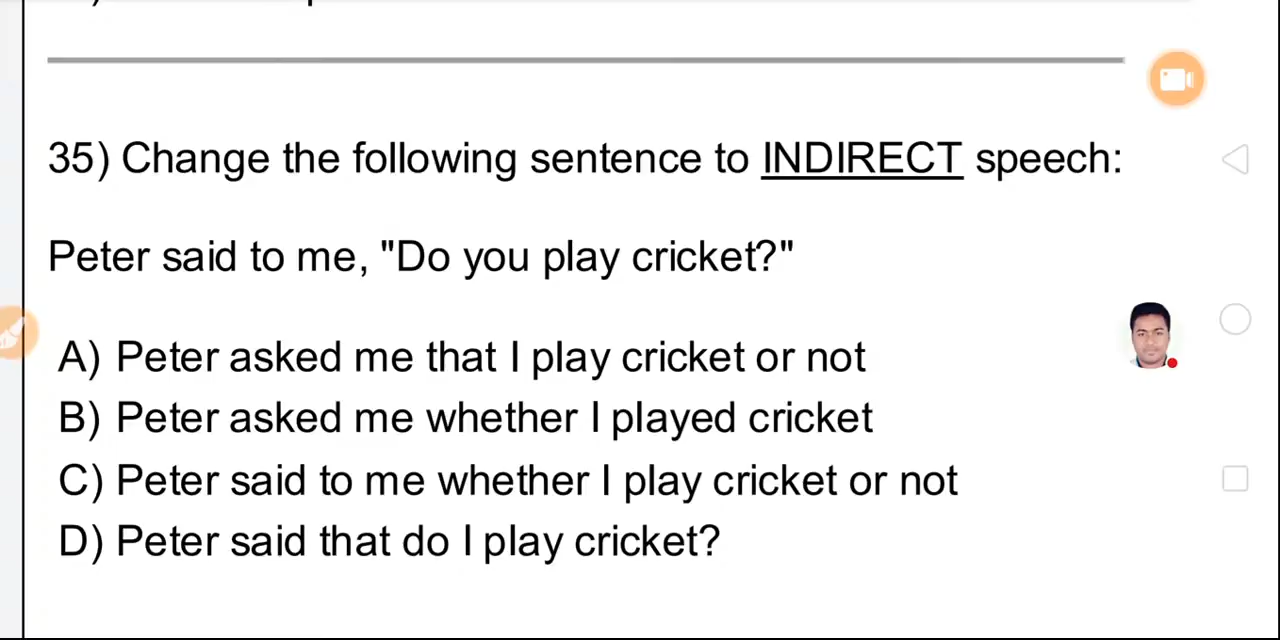 35) Change the following sentence to INDIRECT speech:
Peter said to me, "Do you play cricket?"
A) Peter asked me that I play cricket or not
B) Peter asked me whether I played cricket
C) Peter said to me whether I play cricket or not
D) Peter said that do I play cricket?